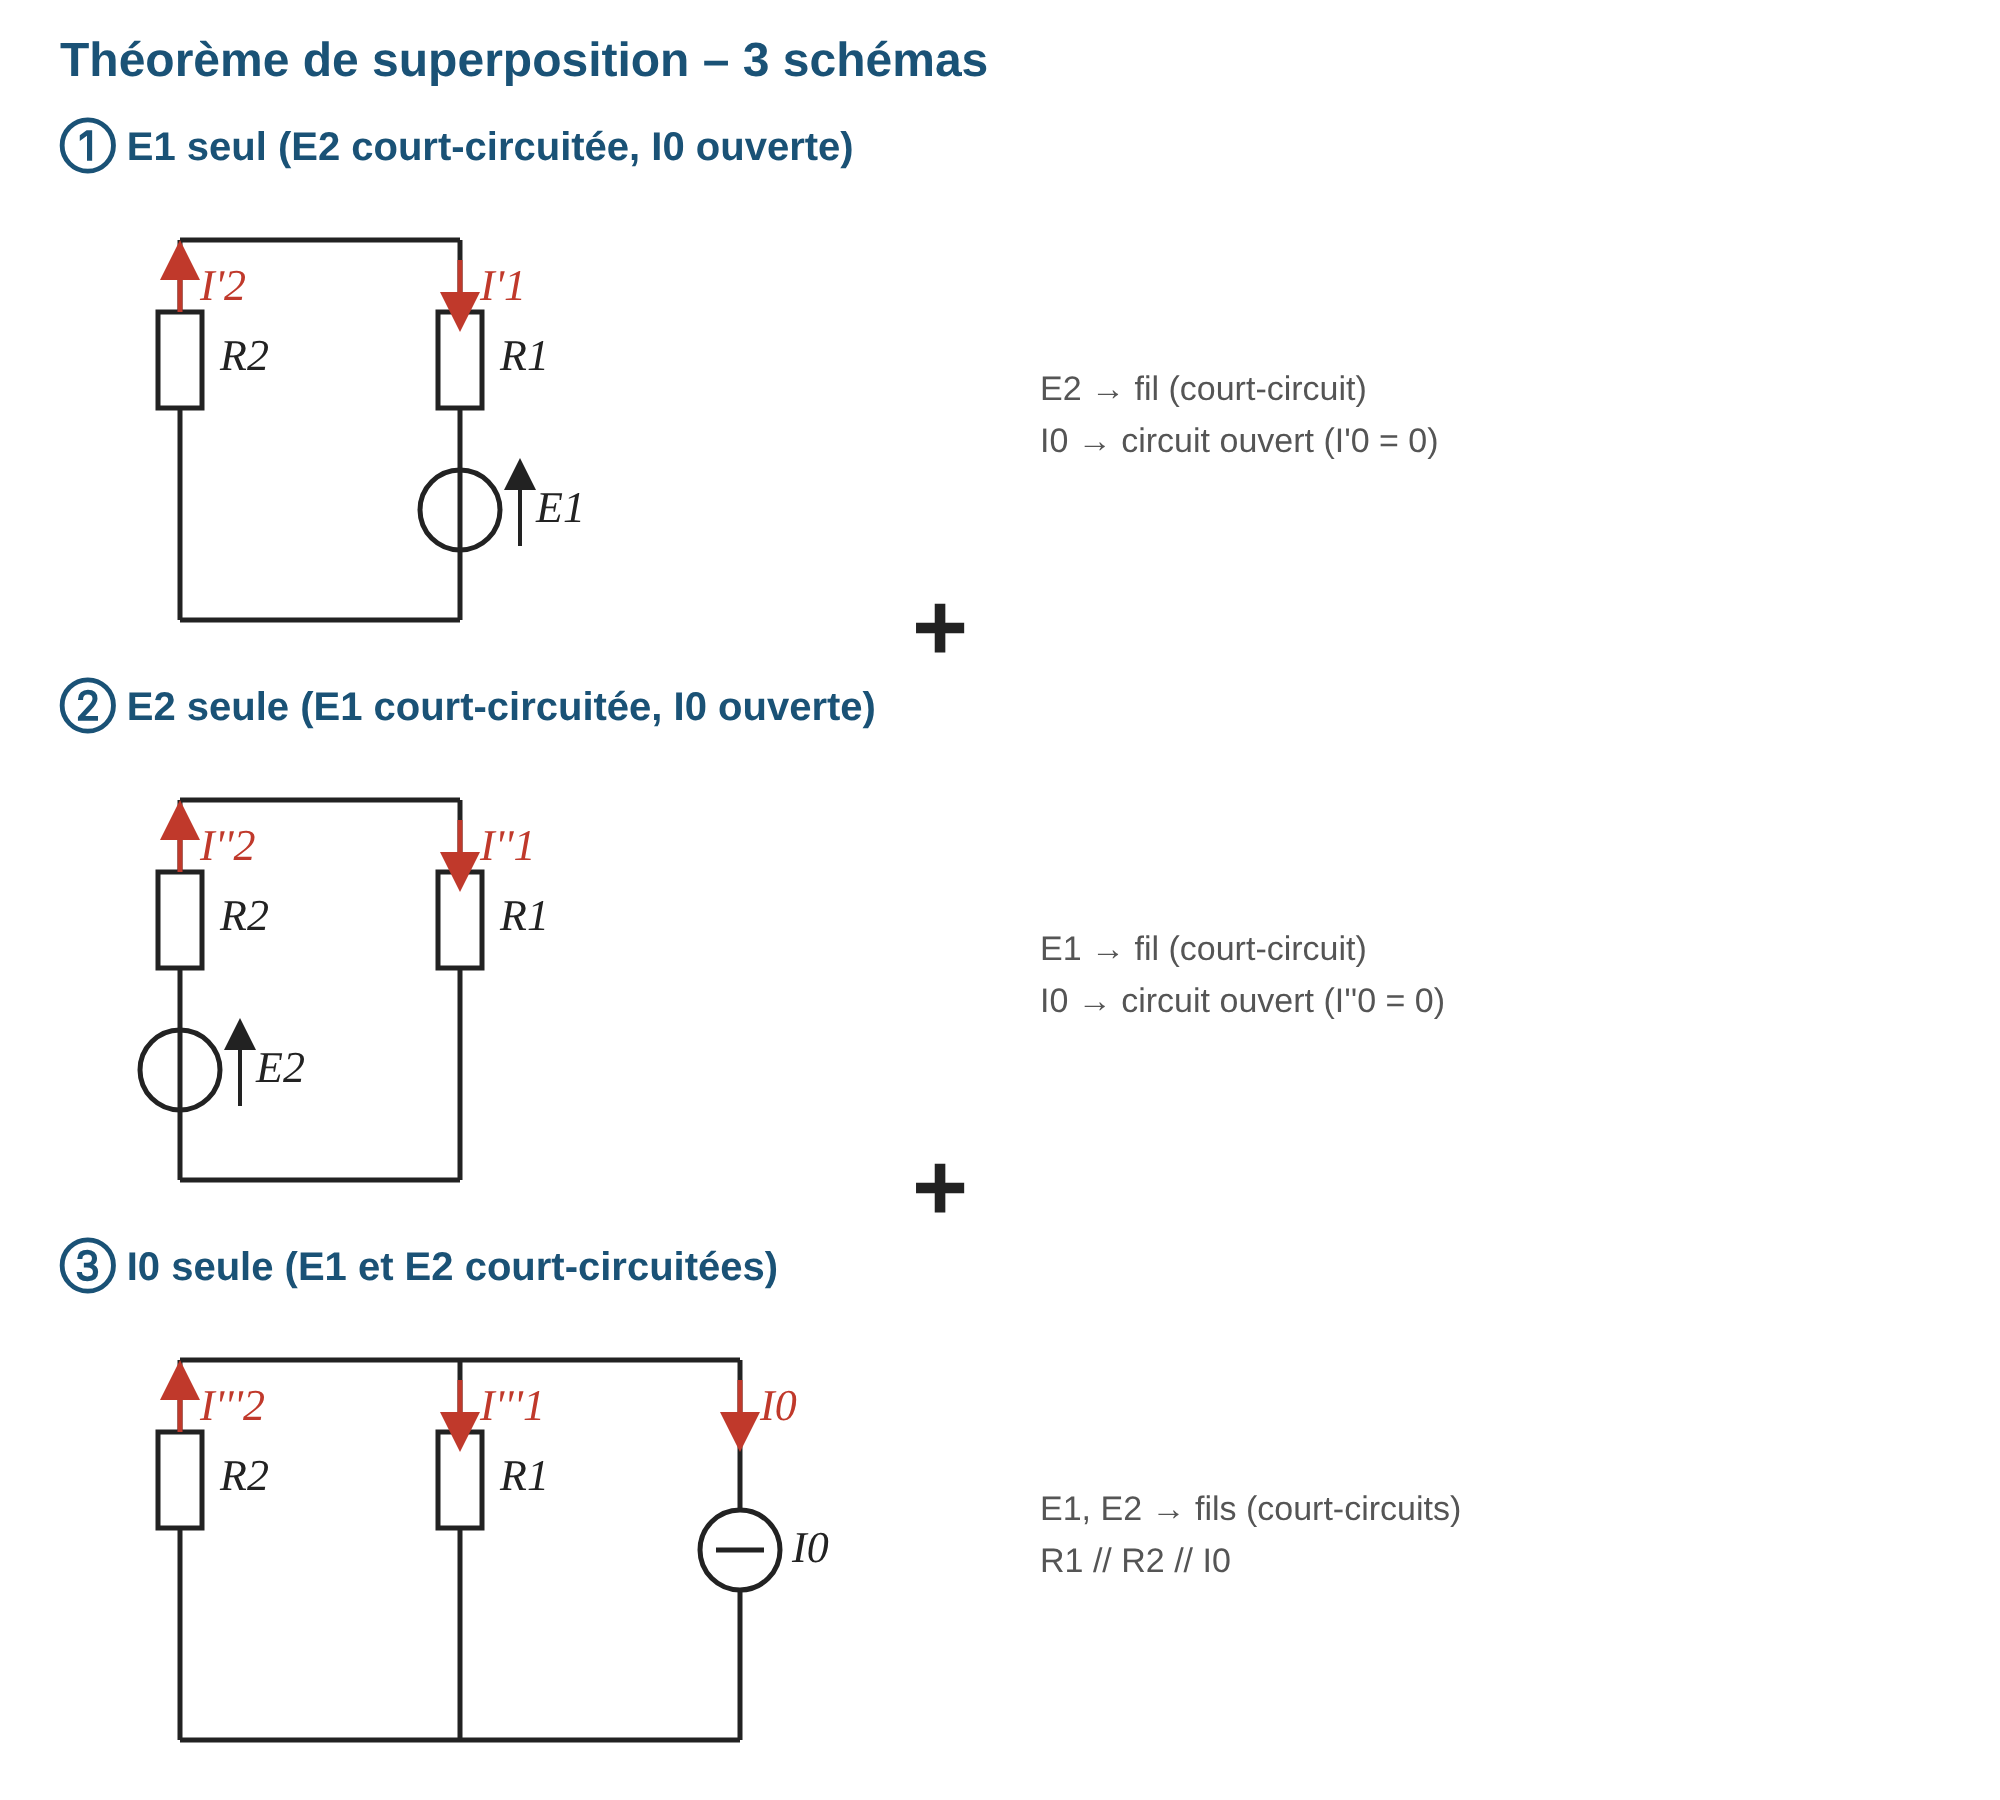 Théorème de superposition – 3 schémas
① E1 seul (E2 court-circuitée, I0 ouverte)
I'2
I'1
R2
R1
E1
E2 → fil (court-circuit)
I0 → circuit ouvert (I'0 = 0)
+
② E2 seule (E1 court-circuitée, I0 ouverte)
I''2
I''1
R2
R1
E2
E1 → fil (court-circuit)
I0 → circuit ouvert (I''0 = 0)
+
③ I0 seule (E1 et E2 court-circuitées)
I'''2
I'''1
I0
R2
R1
I0
E1, E2 → fils (court-circuits)
R1 // R2 // I0